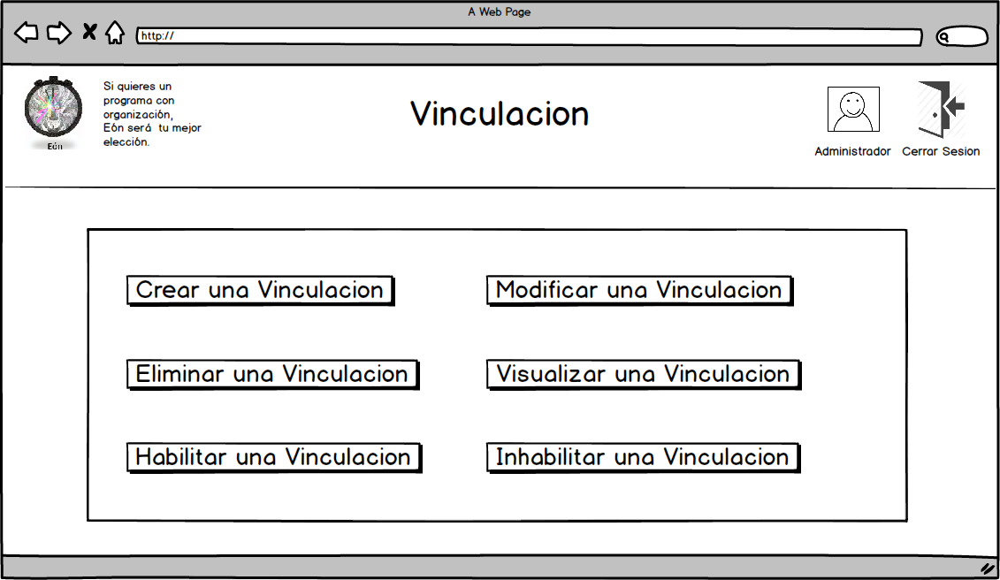 A Web Page
http://
Si quieres un
programa con
organización,
Eón será tu mejor
elección.
Eón
Vinculacion
Administrador
Cerrar Sesion
Crear una Vinculacion
Modificar una Vinculacion
Eliminar una Vinculacion
Visualizar una Vinculacion
Habilitar una Vinculacion
Inhabilitar una Vinculacion